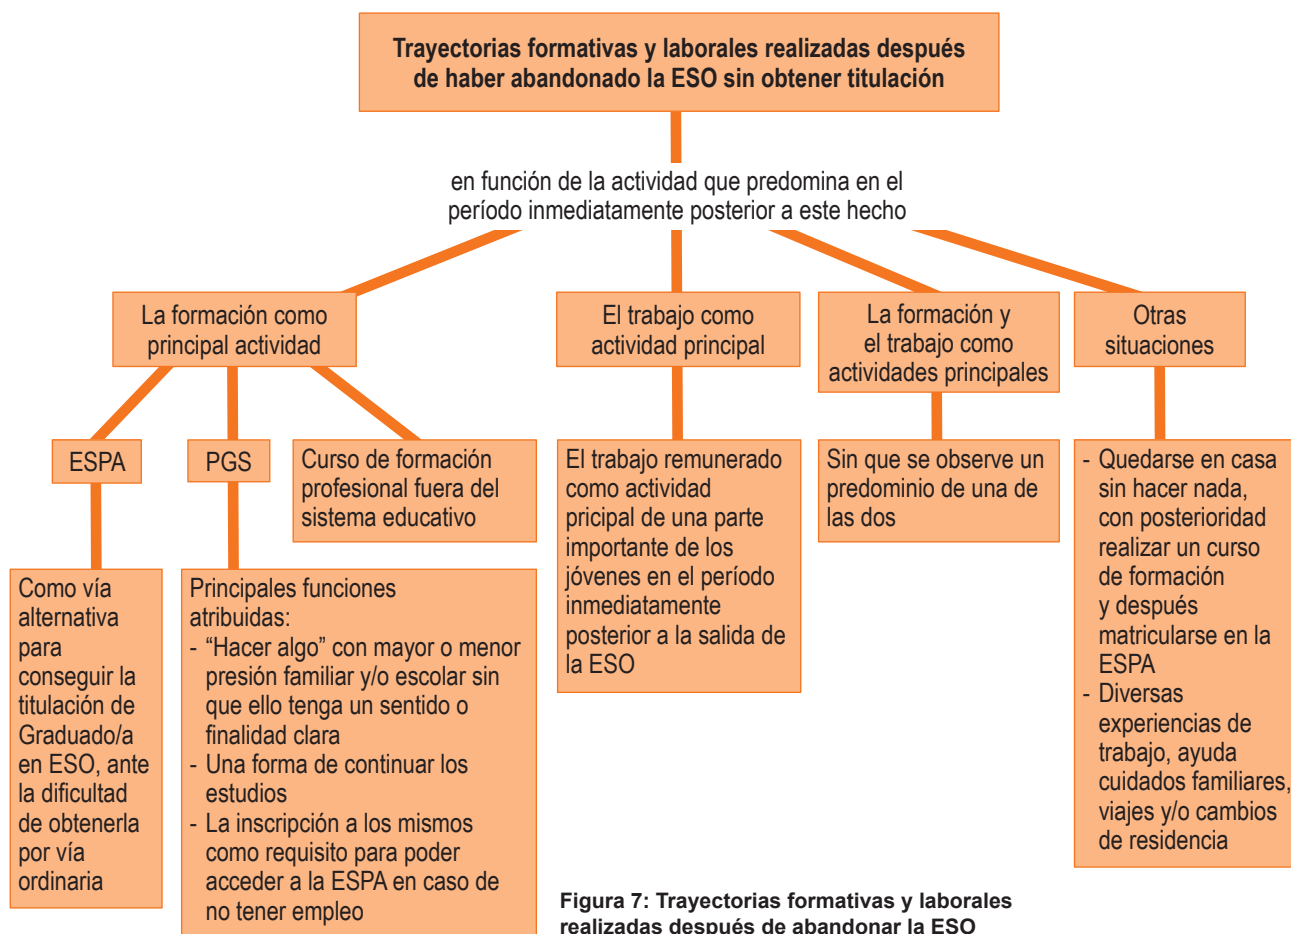 Trayectorias formativas y laborales realizadas después
de haber abandonado la ESO sin obtener titulación
en función de la actividad que predomina en el
período inmediatamente posterior a este hecho
La formación como
principal actividad
El trabajo como
actividad principal
La formación y
el trabajo como
actividades principales
Otras
situaciones
ESPA
PGS
Curso de formación
profesional fuera del
sistema educativo
El trabajo remunerado
como actividad
pricipal de una parte
importante de los
jóvenes en el período
inmediatamente
posterior a la salida de
la ESO
Sin que se observe un
predominio de una de
las dos
- Quedarse en casa
sin hacer nada,
con posterioridad
realizar un curso
de formación
y después
matricularse en la
ESPA
- Diversas
experiencias de
trabajo, ayuda
cuidados familiares,
viajes y/o cambios
de residencia
Como vía
alternativa
para
conseguir la
titulación de
Graduado/a
en ESO, ante
la dificultad
de obtenerla
por vía
ordinaria
Principales funciones
atribuidas:
- “Hacer algo” con mayor o menor
presión familiar y/o escolar sin
que ello tenga un sentido o
finalidad clara
- Una forma de continuar los
estudios
- La inscripción a los mismos
como requisito para poder
acceder a la ESPA en caso de
no tener empleo
Figura 7: Trayectorias formativas y laborales
realizadas después de abandonar la ESO